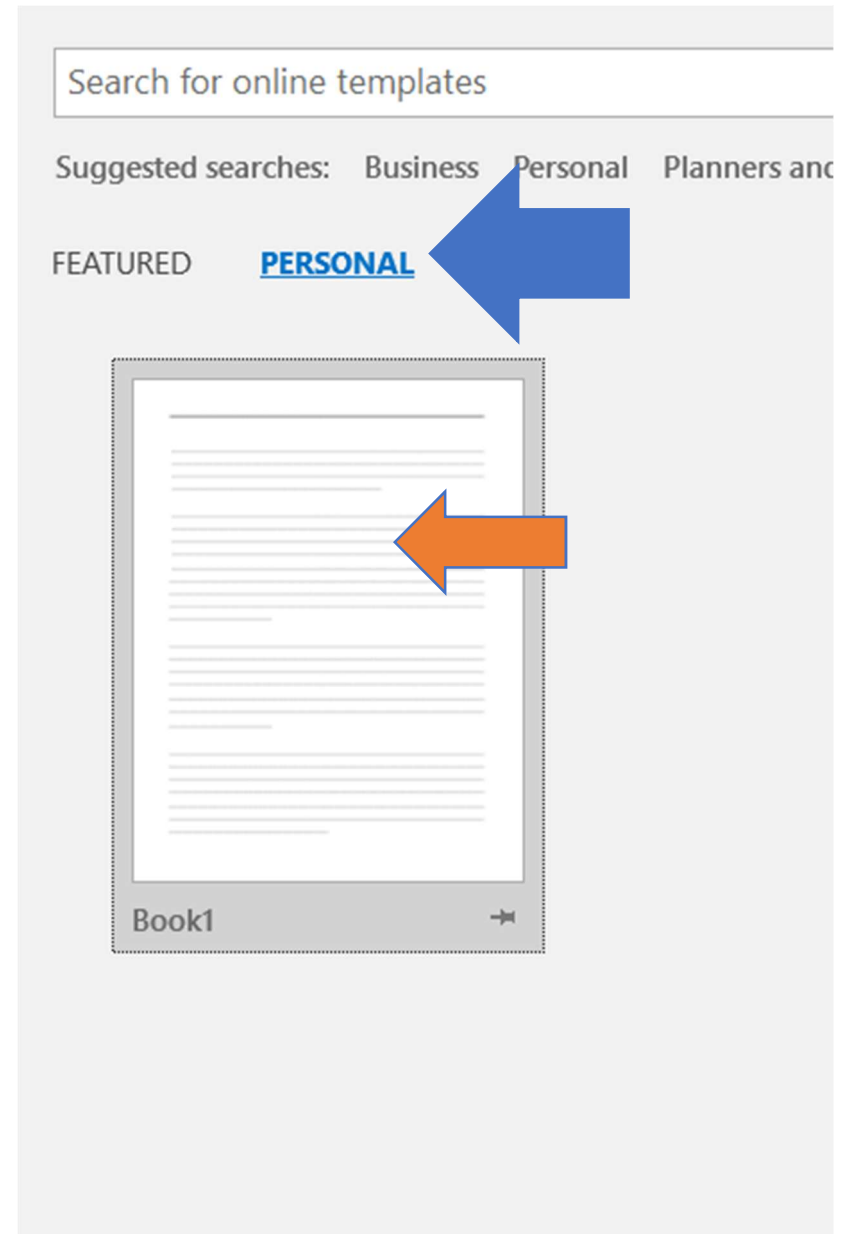 Search for online templates
Suggested searches: Business Personal Planners and
FEATURED PERSONAL
Book1